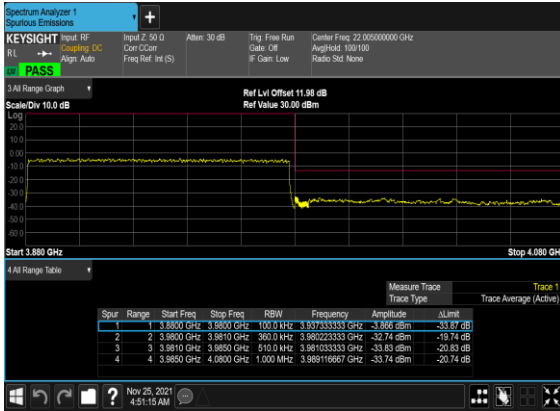 Spectrum Analyzer 1
Spurious Emissions
KEYSIGHT
Input: RF
Input Z: 50 Ω
Atten: 30 dB
Trig: Free Run
Center Freq: 22.005000000 GHz
RL
Coupling: DC
Corr CCorr
Gate: Off
Avg|Hold: 100/100
Align: Auto
Freq Ref: Int (S)
IF Gain: Low
Radio Std: None
PASS
3 All Range Graph
Ref Lvl Offset 11.98 dB
Scale/Div 10.0 dB
Ref Value 30.00 dBm
Log
20.0
10.0
0.00
-10.0
-20.0
-30.0
-40.0
-50.0
-60.0
Start 3.880 GHz
Stop 4.080 GH
4 All Range Table
Measure Trace
Trace 1
Trace Type
Trace Average (Active)
Spur Range Start Freq Stop Freq RBW Frequency Amplitude ΔLimit
1 1 3.8800 GHz 3.9800 GHz 100.0 kHz 3.937333333 GHz -3.866 dBm -33.87 dB
2 2 3.9800 GHz 3.9810 GHz 360.0 kHz 3.980223333 GHz -32.74 dBm -19.74 dB
3 3 3.9810 GHz 3.9850 GHz 510.0 kHz 3.981033333 GHz -33.83 dBm -20.83 dB
4 4 3.9850 GHz 4.0800 GHz 1.000 MHz 3.989116667 GHz -33.74 dBm -20.74 dB
?
Nov 25, 2021
4:51:15 AM